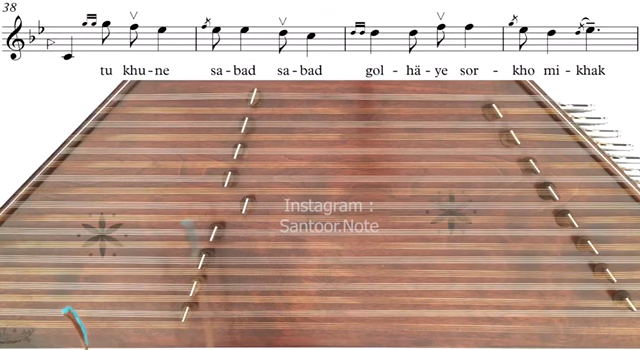 38
tu khu-ne sa-bad sa-bad gol-hä-ye sor-kho mi-khak
Instagram :
Santoor.Note